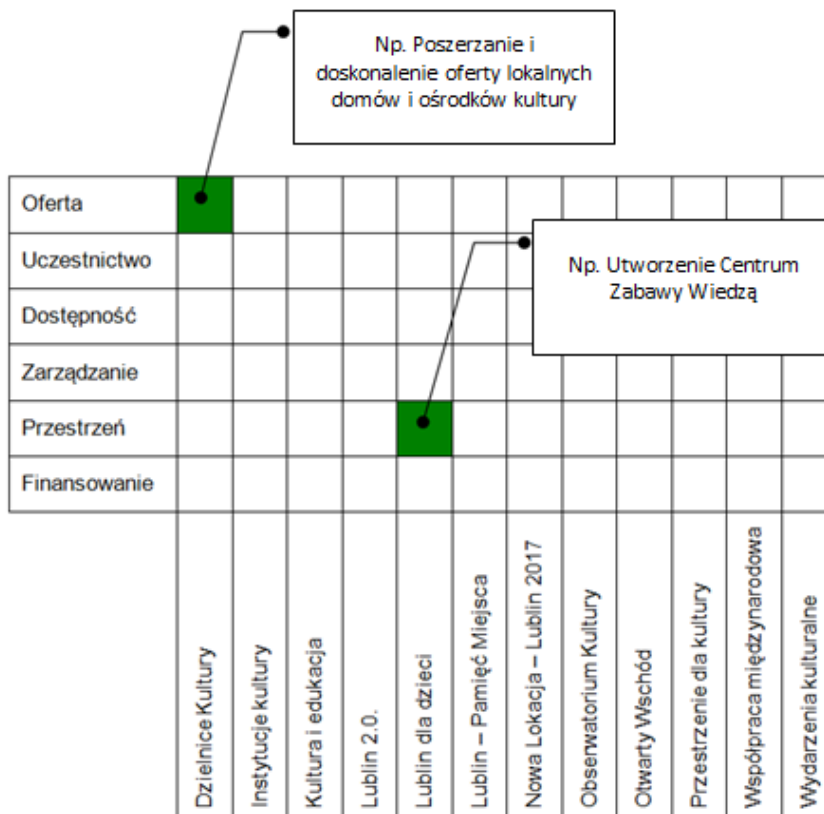 Np. Poszerzanie i
doskonalenie oferty lokalnych
domów i ośrodków kultury
Oferta
Uczestnictwo
Np. Utworzenie Centrum
Zabawy Wiedzą
Dostępność
Zarządzanie
Przestrzeń
Finansowanie
Dzielnice Kultury
Instytucje kultury
Kultura i edukacja
Lublin 2.0.
Lublin dla dzieci
Lublin – Pamięć Miejsca
Nowa Lokacja – Lublin 2017
Obserwatorium Kultury
Otwarty Wschód
Przestrzenie dla kultury
Współpraca międzynarodowa
Wydarzenia kulturalne